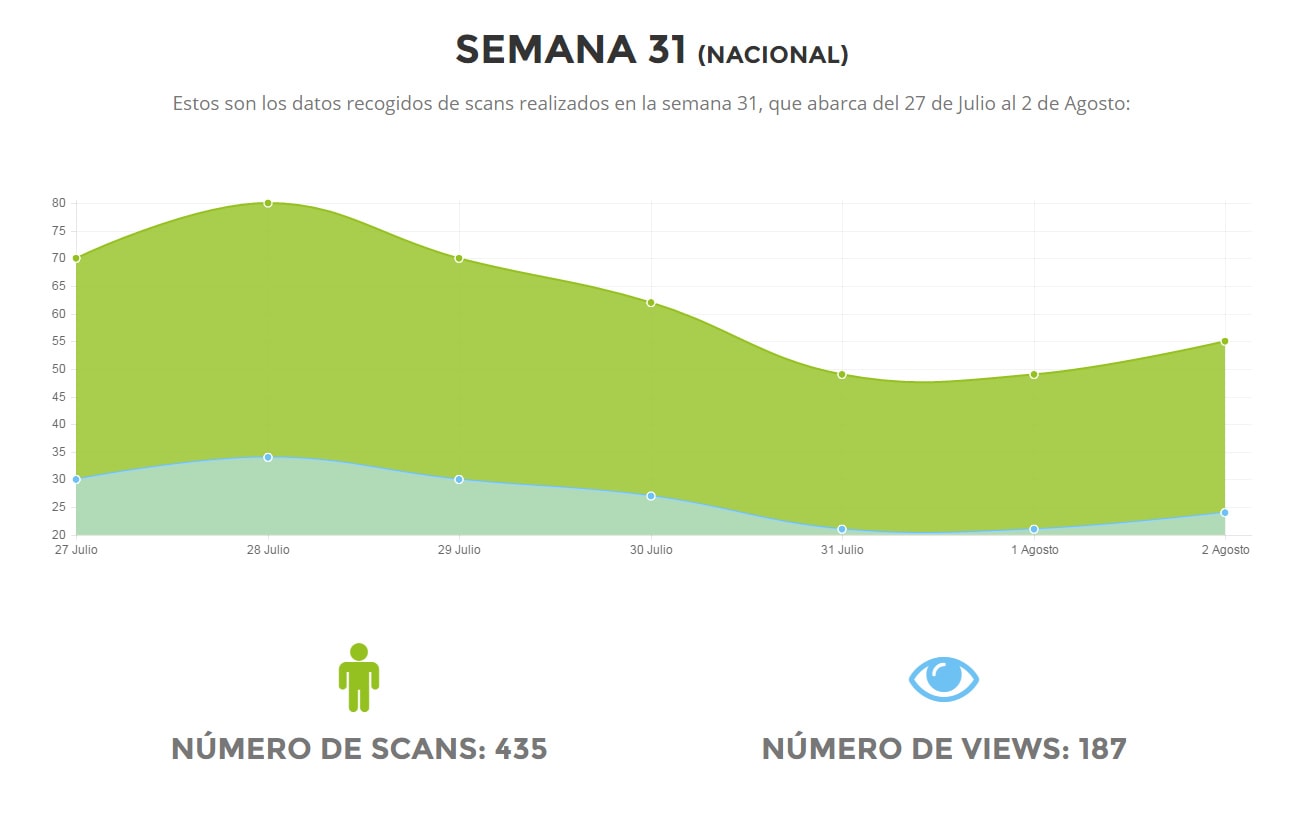 SEMANA 31 (NACIONAL)
Estos son los datos recogidos de scans realizados en la semana 31, que abarca del 27 de Julio al 2 de Agosto:
80
75
70
65
60
55
50
45
40
35
30
25
20
27 Julio 28 Julio 29 Julio 30 Julio 31 Julio 1 Agosto 2 Agosto
NÚMERO DE SCANS: 435
NÚMERO DE VIEWS: 187